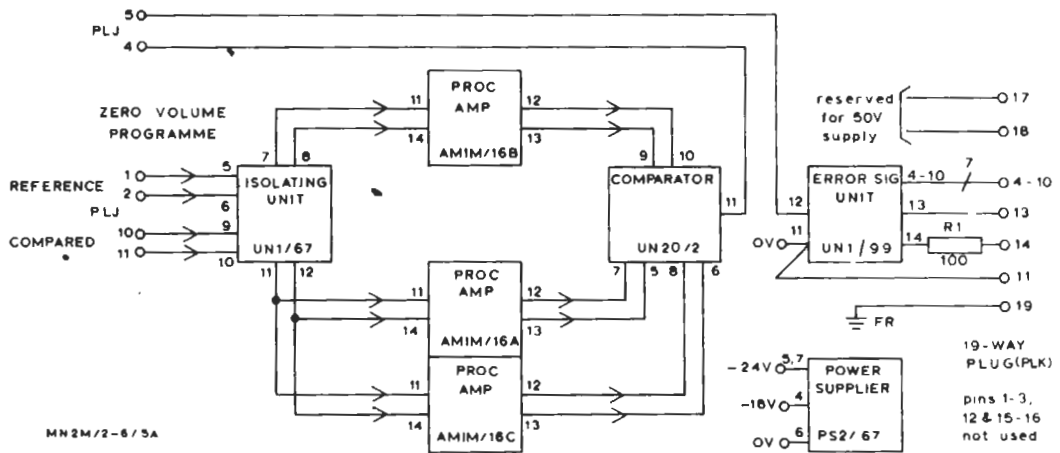 5
PLJ
4
ZERO VOLUME
PROGRAMME
REFERENCE
1
2
PLJ
COMPARED
10
11
5
6
9
10
7
8
ISOLATING
UNIT
UN1/67
11
12
11
14
PROC
AMP
AM1M/16B
12
13
11
14
PROC
AMP
AM1M/16A
12
13
11
14
PROC
AMP
AM1M/16C
12
13
9
10
COMPARATOR
UN20/2
11
7
5
8
6
reserved
for 50V
supply
17
18
12
11
0V
ERROR SIG
UNIT
UN1/99
4-10
7
4-10
13
13
14
R1
100
14
11
19
FR
19-WAY
PLUG(PLK)
pins 1-3,
12 & 15-16
not used
-24V
5,7
-18V
4
0V
6
POWER
SUPPLIER
PS2/67
MN2M/2-6/5A